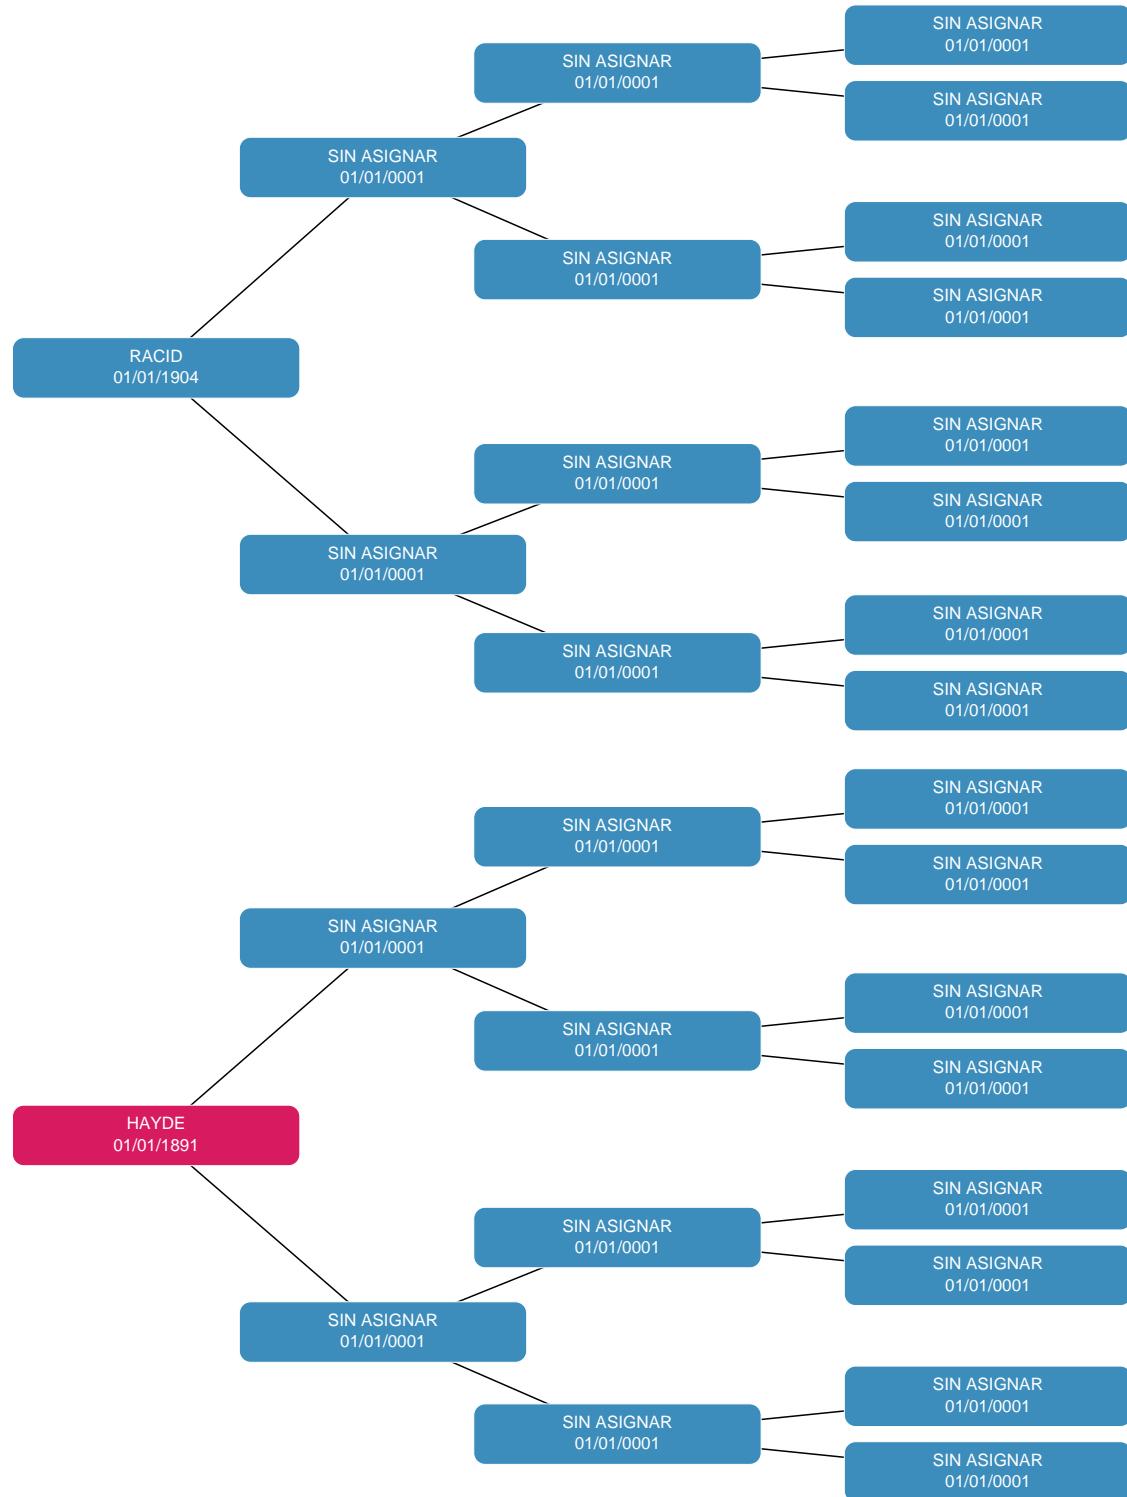 SIN ASIGNAR
01/01/0001
SIN ASIGNAR
01/01/0001
SIN ASIGNAR
01/01/0001
SIN ASIGNAR
01/01/0001
SIN ASIGNAR
01/01/0001
SIN ASIGNAR
01/01/0001
SIN ASIGNAR
01/01/0001
RACID
01/01/1904
SIN ASIGNAR
01/01/0001
SIN ASIGNAR
01/01/0001
SIN ASIGNAR
01/01/0001
SIN ASIGNAR
01/01/0001
SIN ASIGNAR
01/01/0001
SIN ASIGNAR
01/01/0001
SIN ASIGNAR
01/01/0001
SIN ASIGNAR
01/01/0001
SIN ASIGNAR
01/01/0001
SIN ASIGNAR
01/01/0001
SIN ASIGNAR
01/01/0001
SIN ASIGNAR
01/01/0001
SIN ASIGNAR
01/01/0001
SIN ASIGNAR
01/01/0001
HAYDE
01/01/1891
SIN ASIGNAR
01/01/0001
SIN ASIGNAR
01/01/0001
SIN ASIGNAR
01/01/0001
SIN ASIGNAR
01/01/0001
SIN ASIGNAR
01/01/0001
SIN ASIGNAR
01/01/0001
SIN ASIGNAR
01/01/0001